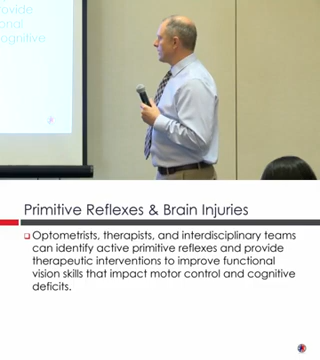 rovide
onal
ognitive
Primitive Reflexes & Brain Injuries
Optometrists, therapists, and interdisciplinary teams
can identify active primitive reflexes and provide
therapeutic interventions to improve functional
vision skills that impact motor control and cognitive
deficits.